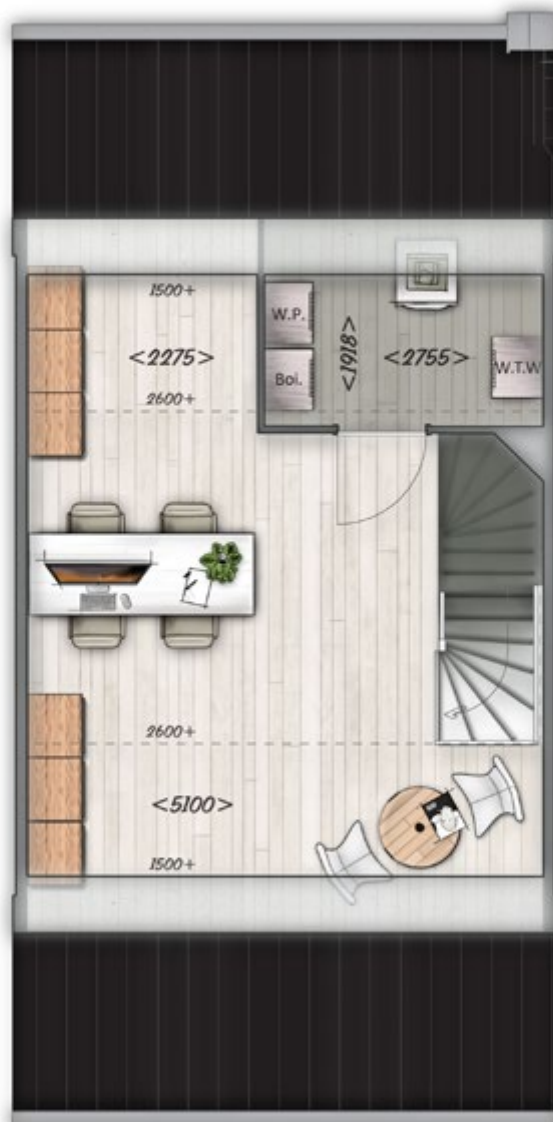 1500+
<2275>
2600+
W.P.
Boi.
<1918>
<2755>
W.T.W
2600+
<5100>
1500+